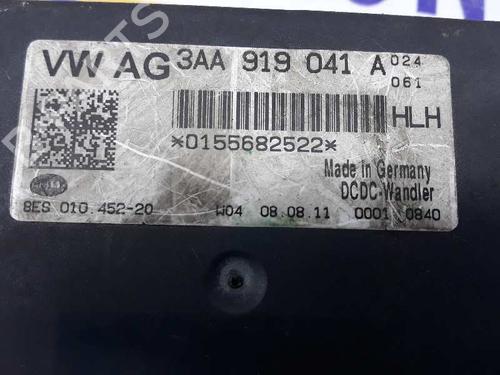 VW AG 3AA 919 041 A 024
061
HLH
*0155682522*
Made in Germany
DCDC-Wandler
8ES 010.452-20 W04 08.08.11 0001 0840